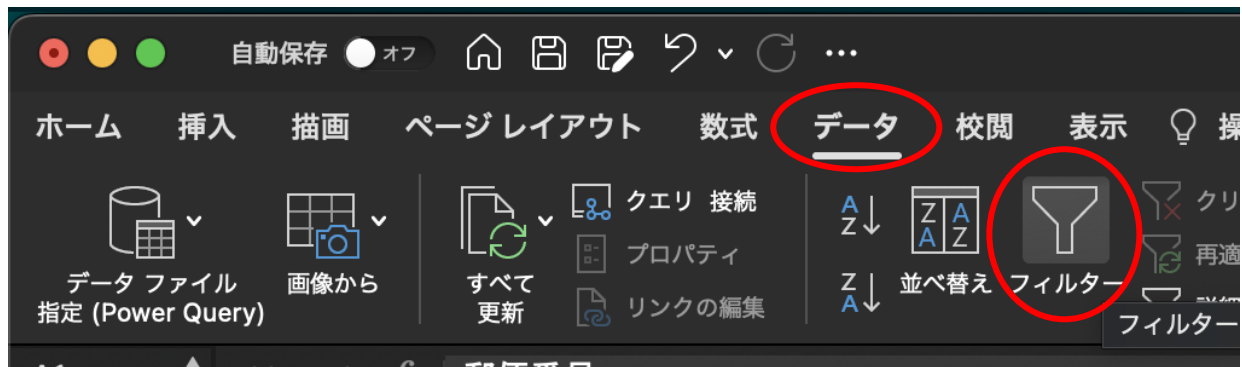 自動保存 オフ
ホーム 挿入 描画 ページ レイアウト 数式 データ 校閲 表示
データ ファイル
指定 (Power Query)
画像から
すべて
更新
クエリ 接続
プロパティ
リンクの編集
並べ替え
フィルター
再適
フィルター
郵便番号